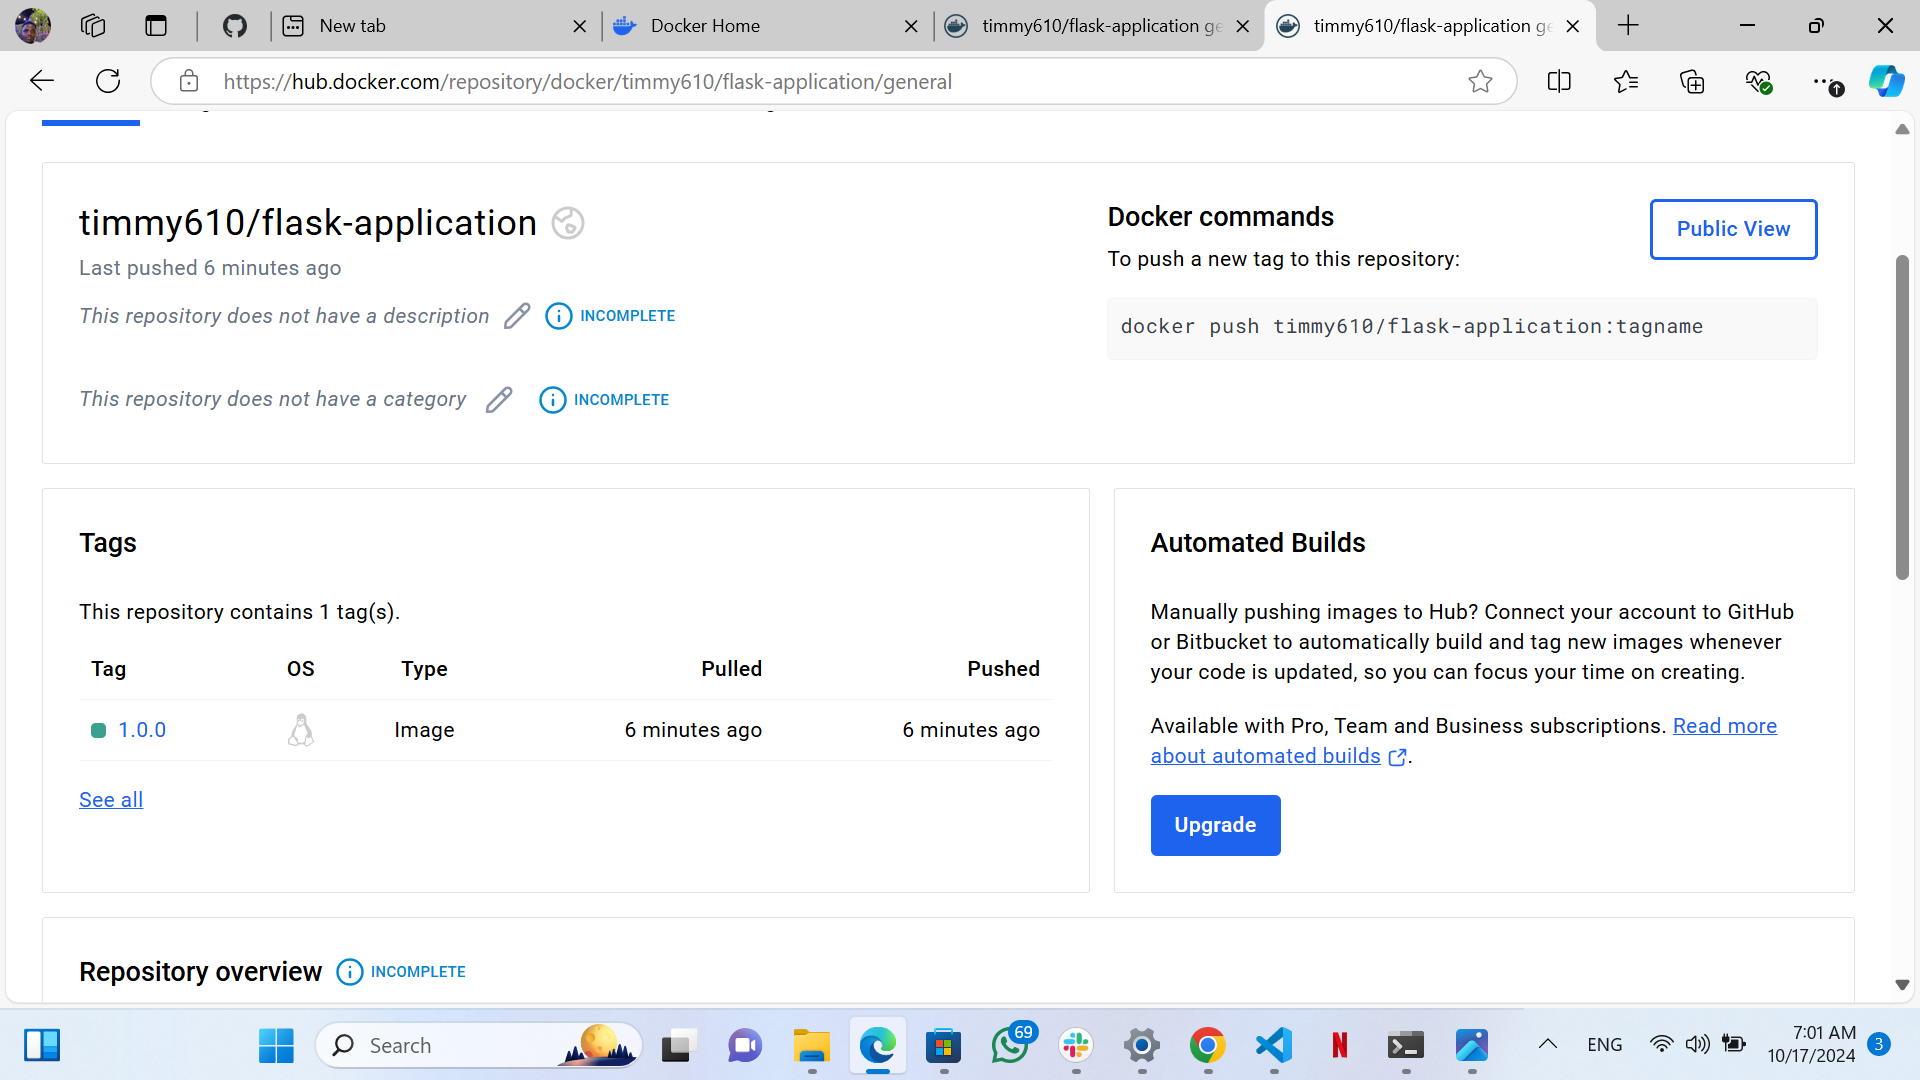 New tab
Docker Home
timmy610/flask-application ge
timmy610/flask-application ge
https://hub.docker.com/repository/docker/timmy610/flask-application/general
timmy610/flask-application
Last pushed 6 minutes ago
This repository does not have a description
INCOMPLETE
This repository does not have a category
INCOMPLETE
Docker commands
Public View
To push a new tag to this repository:
docker push timmy610/flask-application:tagname
Tags
This repository contains 1 tag(s).
Tag OS Type Pulled Pushed
1.0.0 Image 6 minutes ago 6 minutes ago
See all
Automated Builds
Manually pushing images to Hub? Connect your account to GitHub
or Bitbucket to automatically build and tag new images whenever
your code is updated, so you can focus your time on creating.
Available with Pro, Team and Business subscriptions. Read more
about automated builds.
Upgrade
Repository overview INCOMPLETE
Search
69
N
ENG
7:01 AM
10/17/2024
3